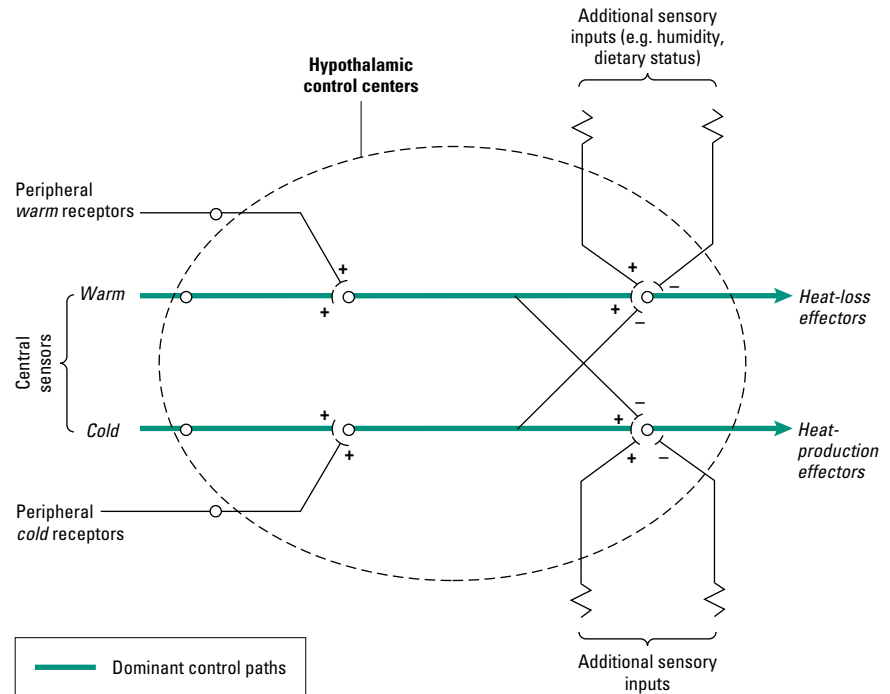 Additional sensory
inputs (e.g. humidity,
dietary status)
Hypothalamic
control centers
Peripheral
warm receptors
+
+
–
Warm
+
+
–
Heat-loss
effectors
Central
sensors
Cold
+
+
–
+
+
–
Heat-
production
effectors
Peripheral
cold receptors
Dominant control paths
Additional sensory
inputs